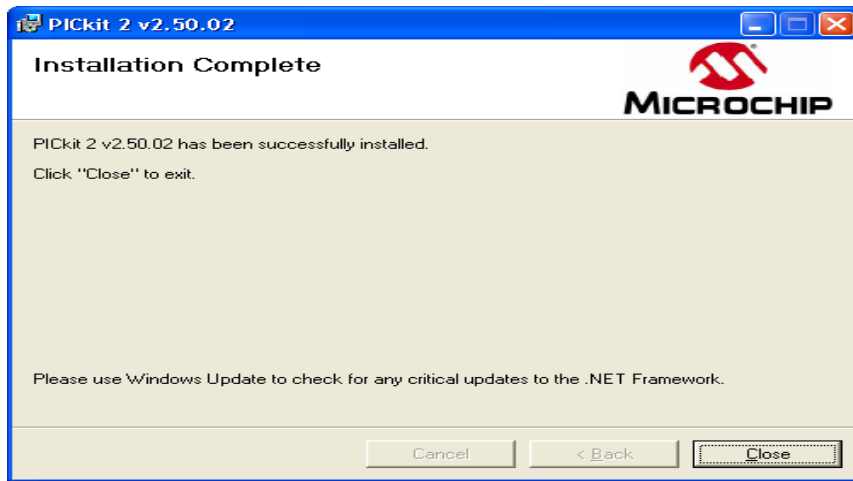 PICkit 2 v2.50.02
Installation Complete
MICROCHIP
PICkit 2 v2.50.02 has been successfully installed.
Click "Close" to exit.
Please use Windows Update to check for any critical updates to the .NET Framework.
Cancel
< Back
Close